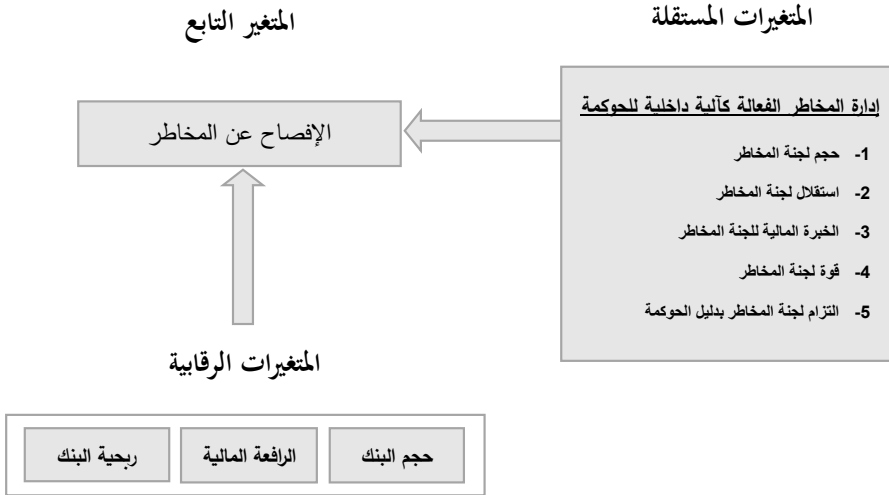 المتغيرات المستقلة
المتغير التابع
إدارة المخاطر الفعالة كآلية داخلية للحوكمة
1- حجم لجنة المخاطر
2- استقلال لجنة المخاطر
3- الخبرة المالية للجنة المخاطر
4- قوة لجنة المخاطر
5- التزام لجنة المخاطر بدليل الحوكمة
الإفصاح عن المخاطر
المتغيرات الرقابية
حجم البنك
الرافعة المالية
ربحية البنك